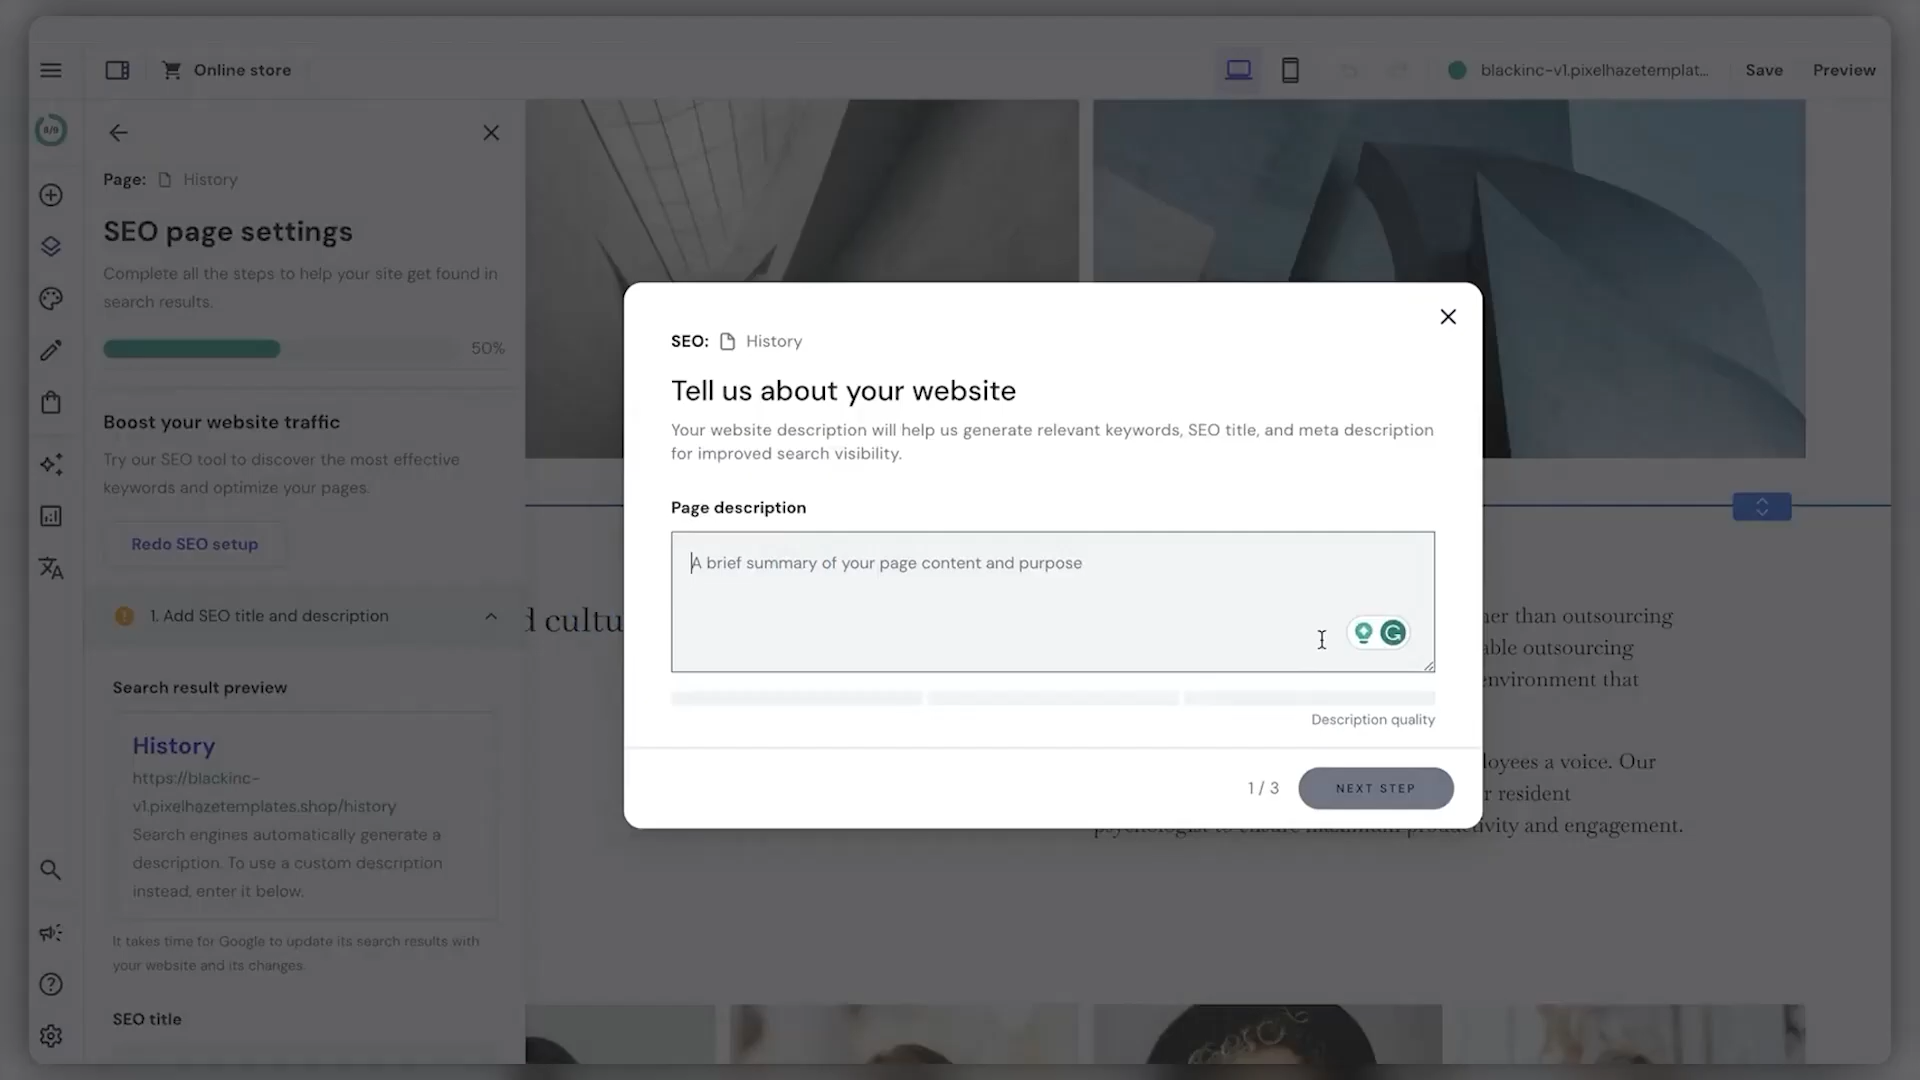 Online store
blackinc-v1.pixelhazetemplat...
Save
Preview
Page: History
SEO page settings
Complete all the steps to help your site get found in
search results.
50%
Boost your website traffic
Try our SEO tool to discover the most effective
keywords and optimize your pages.
Redo SEO setup
1. Add SEO title and description
Search result preview
History
https://blackinc-
v1.pixelhazetemplates.shop/history
Search engines automatically generate a
description. To use a custom description
instead, enter it below.
It takes time for Google to update its search results with
your website and its changes.
SEO title
SEO: History
Tell us about your website
Your website description will help us generate relevant keywords, SEO title, and meta description
for improved search visibility.
Page description
A brief summary of your page content and purpose
Description quality
1 / 3
NEXT STEP
d cultu
her than outsourcing
able outsourcing
environment that
loyees a voice. Our
r resident
psychologist to ensure maximum productivity and engagement.